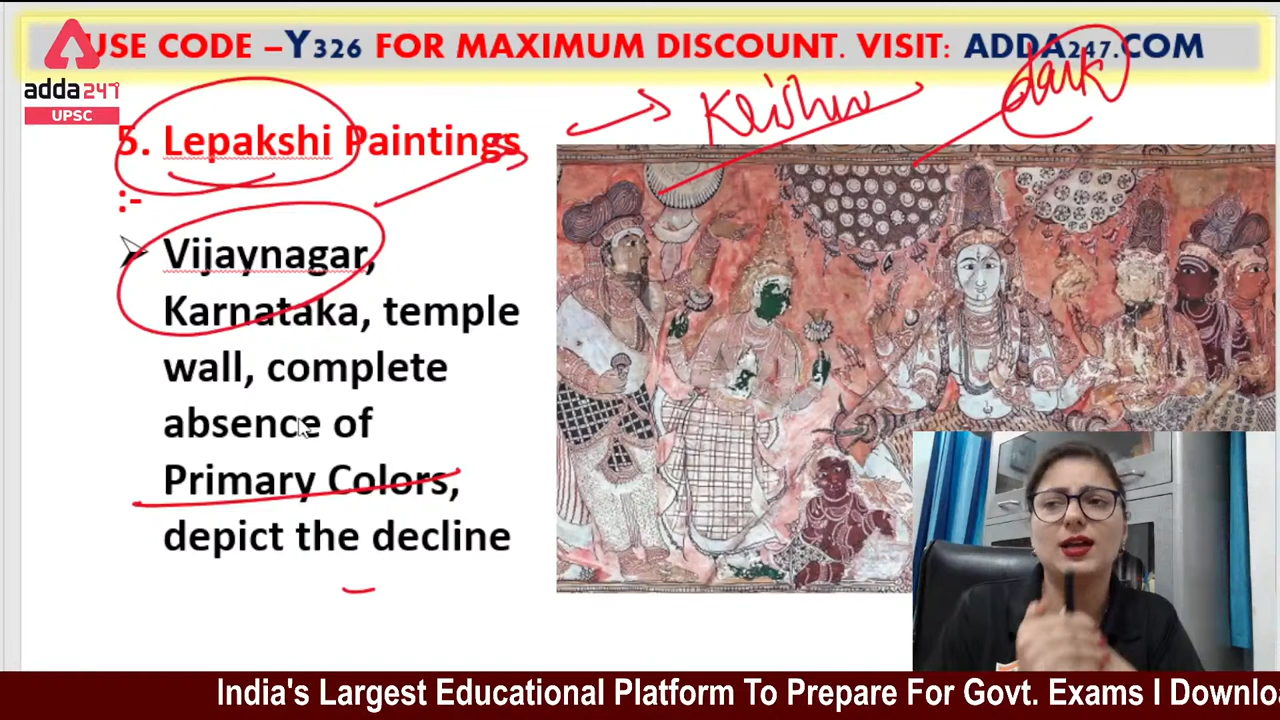 USE CODE –Y326 FOR MAXIMUM DISCOUNT. VISIT: ADDA247.COM
adda247
UPSC
dark
Krishna
5. Lepakshi Paintings
:-
Vijaynagar,
Karnataka, temple
wall, complete
absence of
Primary Colors,
depict the decline
India's Largest Educational Platform To Prepare For Govt. Exams I Downlo